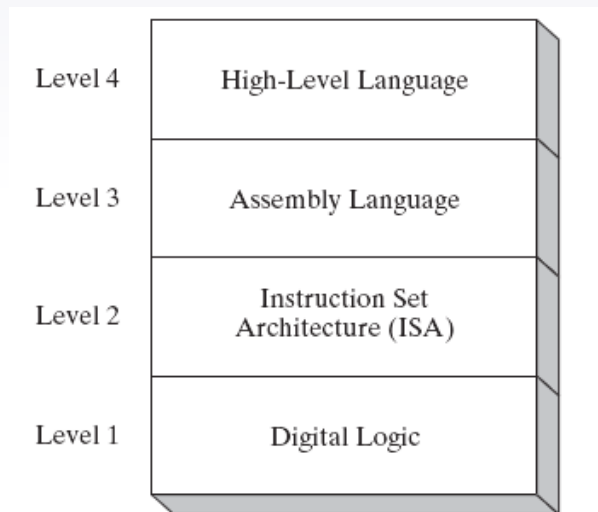 Level 4 High-Level Language
Level 3 Assembly Language
Level 2 Instruction Set
Architecture (ISA)
Level 1 Digital Logic